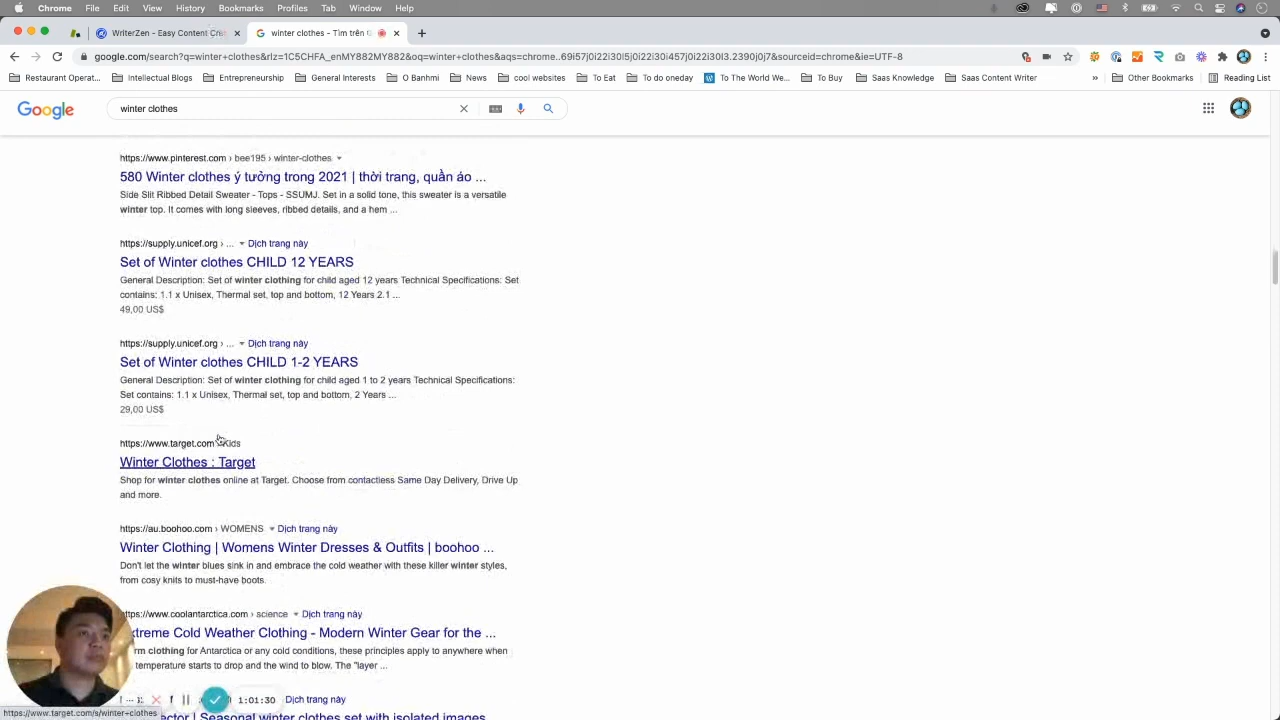 Chrome File Edit View History Bookmarks Profiles Tab Window Help
WriterZen - Easy Content Cre
winter clothes - Tìm trên t
google.com/search?q=winter+clothes&rlz=1C5CHFA_enMY882MY882&oq=winter+clothes&aqs=chrome..69i57j0i22i30l5j0i22i30i457j0i22i30l3.2390j0j7&sourceid=chrome&ie=UTF-8
Restaurant Operat... Intellectual Blogs Entrepreneurship General Interests O Banhmi News cool websites To Eat To do oneday To The World We... To Buy Saas Knowledge Saas Content Writer » Other Bookmarks Reading List
Google
winter clothes
https://www.pinterest.com › bee195 › winter-clothes
580 Winter clothes ý tưởng trong 2021 | thời trang, quần áo ...
Side Slit Ribbed Detail Sweater - Tops - SSUMJ. Set in a solid tone, this sweater is a versatile
winter top. It comes with long sleeves, ribbed details, and a hem ...
https://supply.unicef.org › ... Dịch trang này
Set of Winter clothes CHILD 12 YEARS
General Description: Set of winter clothing for child aged 12 years Technical Specifications: Set
contains: 1.1 x Unisex, Thermal set, top and bottom, 12 Years 2.1 ...
49,00 US$
https://supply.unicef.org › ... Dịch trang này
Set of Winter clothes CHILD 1-2 YEARS
General Description: Set of winter clothing for child aged 1 to 2 years Technical Specifications:
Set contains: 1.1 x Unisex, Thermal set, top and bottom, 2 Years ...
29,00 US$
https://www.target.com › Kids
Winter Clothes : Target
Shop for winter clothes online at Target. Choose from contactless Same Day Delivery, Drive Up
and more.
https://au.boohoo.com › WOMENS Dịch trang này
Winter Clothing | Womens Winter Dresses & Outfits | boohoo ...
Don't let the winter blues sink in and embrace the cold weather with these killer winter styles,
from cosy knits to must-have boots.
ttps://www.coolantarctica.com › science Dịch trang này
xtreme Cold Weather Clothing - Modern Winter Gear for the ...
rm clothing for Antarctica or any cold conditions, these principles apply to anywhere when
temperature starts to drop and the wind to blow. The "layer ...
1:01:30 Dịch trang này
https://www.target.com/s/winter+clothes
ector | Seasonal winter clothes set with isolated images